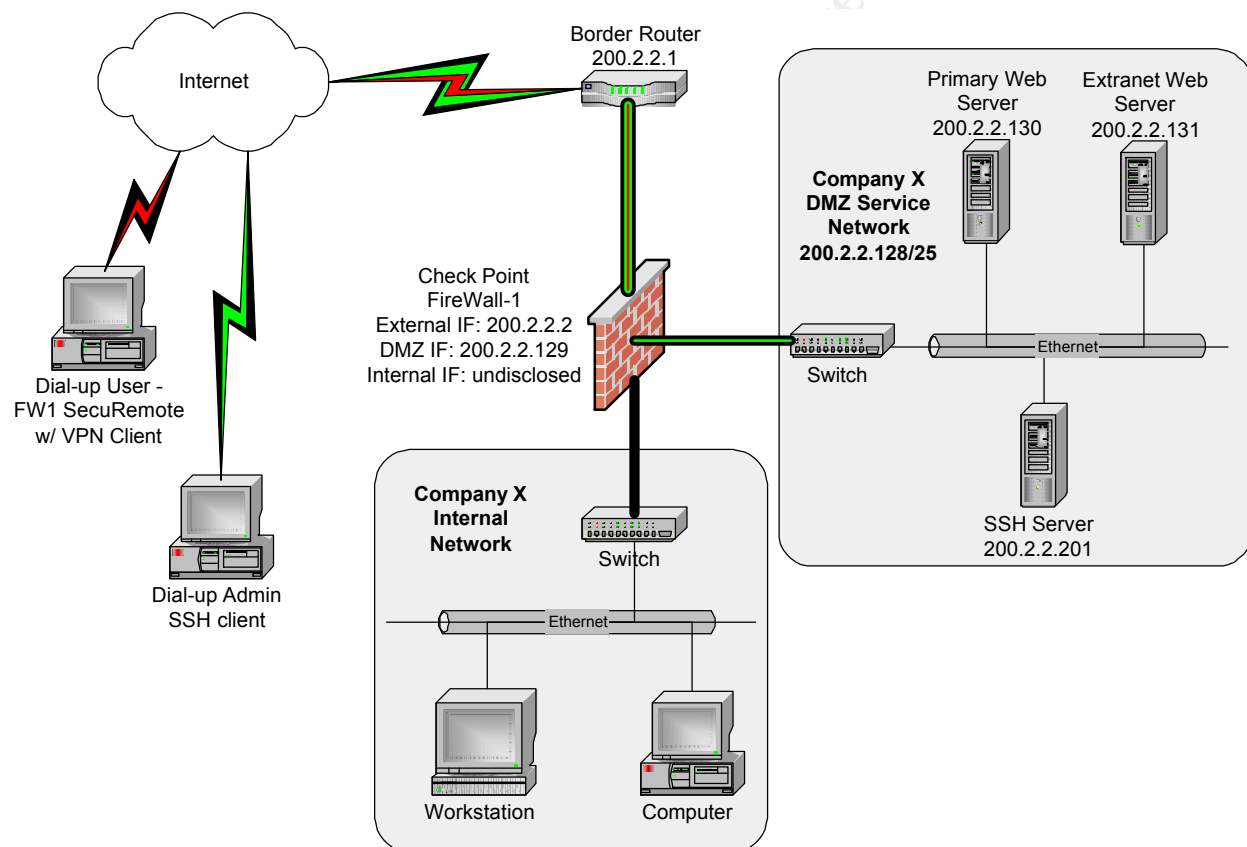 Internet
Border Router
200.2.2.1
Primary Web
Server
200.2.2.130
Extranet Web
Server
200.2.2.131
Company X
DMZ Service
Network
200.2.2.128/25
Check Point
FireWall-1
External IF: 200.2.2.2
DMZ IF: 200.2.2.129
Internal IF: undisclosed
Switch
Ethernet
Dial-up User -
FW1 SecuRemote
w/ VPN Client
SSH Server
200.2.2.201
Dial-up Admin
SSH client
Company X
Internal
Network
Switch
Ethernet
Workstation
Computer